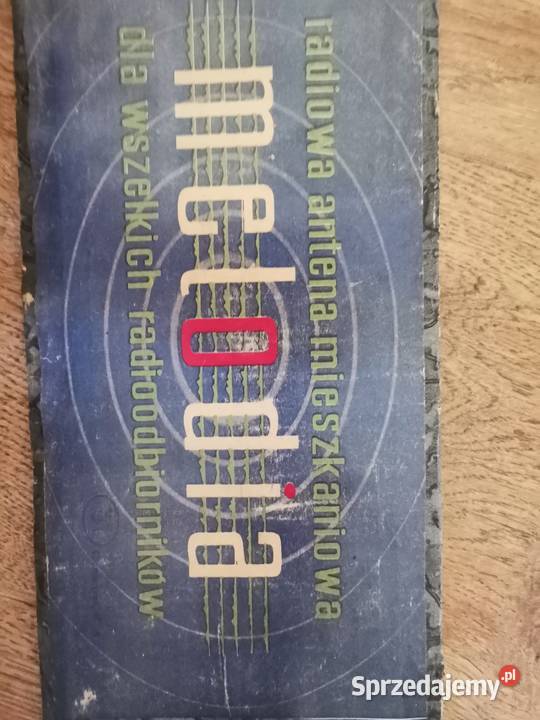 radiowa antena mieszkaniowa
melodia
dla wszelkich radioodbiorników
Sprzedajemy.pl